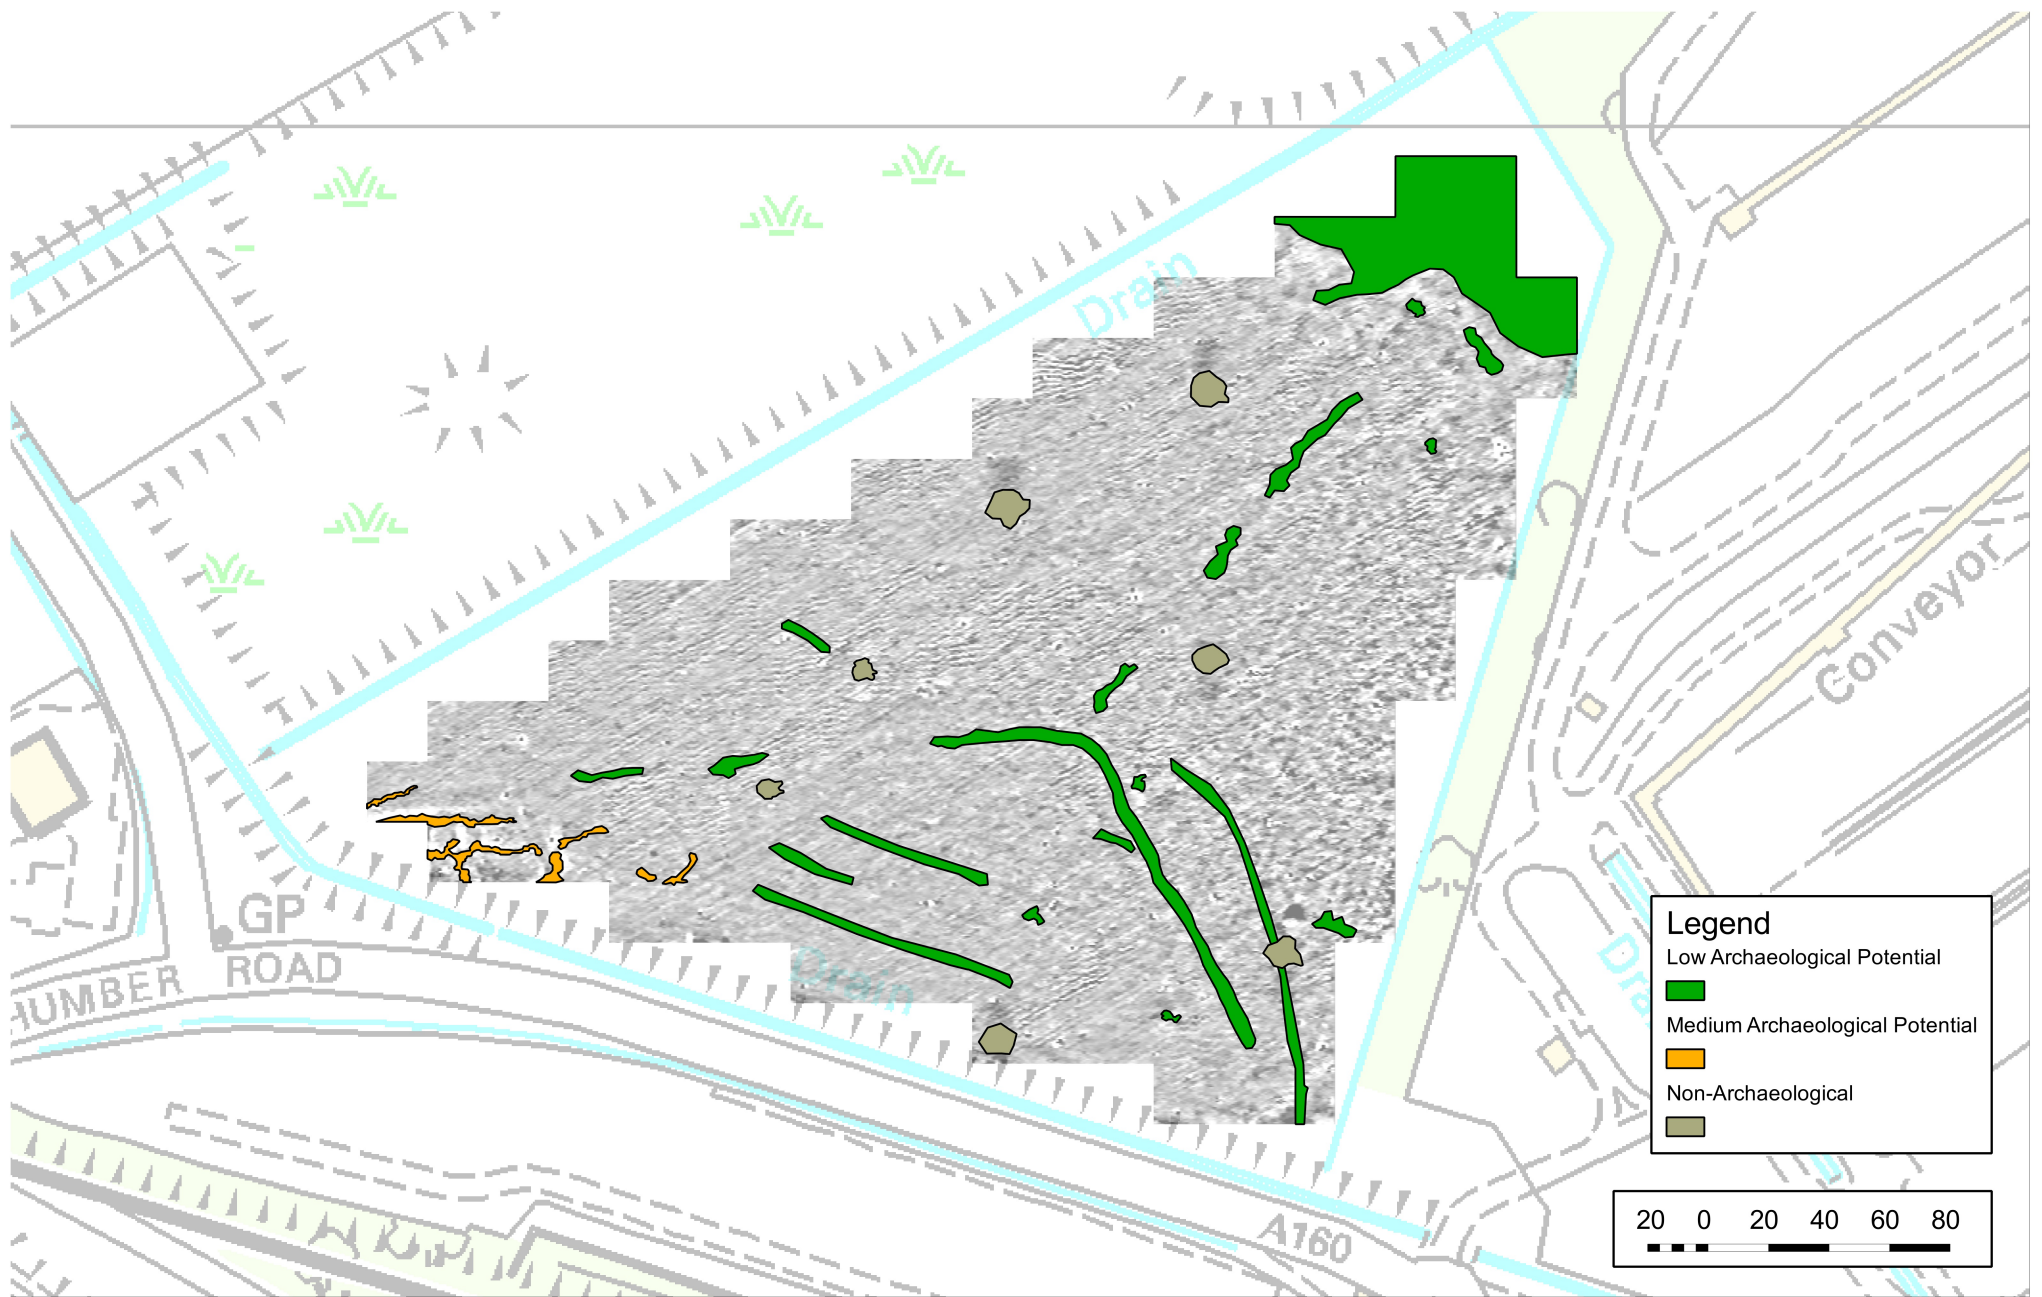 Drain
Conveyor
GP
HUMBER ROAD
Drain
Legend
Low Archaeological Potential
Medium Archaeological Potential
Non-Archaeological
20 0 20 40 60 80
A160